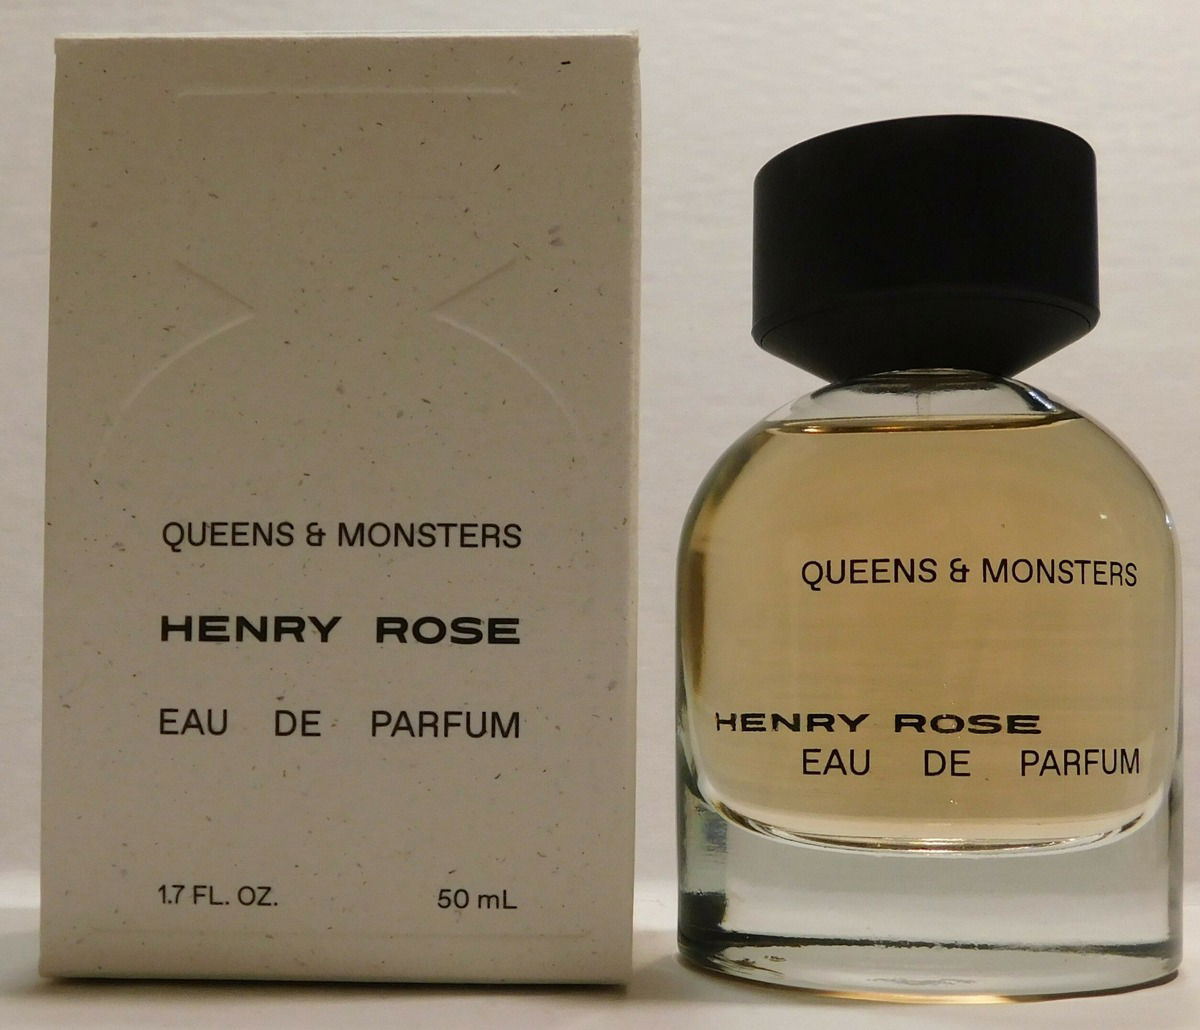 QUEENS & MONSTERS
HENRY ROSE
EAU DE PARFUM
1.7 FL. OZ. 50 mL
QUEENS & MONSTERS
HENRY ROSE
EAU DE PARFUM